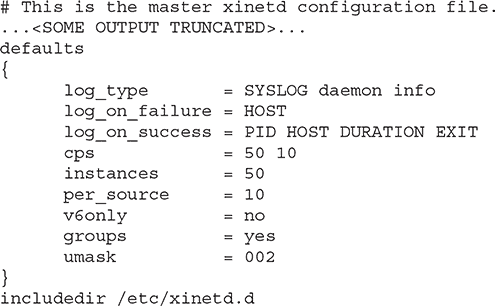 # This is the master xinetd configuration file.
...<SOME OUTPUT TRUNCATED>...
defaults
{
log_type = SYSLOG daemon info
log_on_failure = HOST
log_on_success = PID HOST DURATION EXIT
cps = 50 10
instances = 50
per_source = 10
v6only = no
groups = yes
umask = 002
}
includedir /etc/xinetd.d